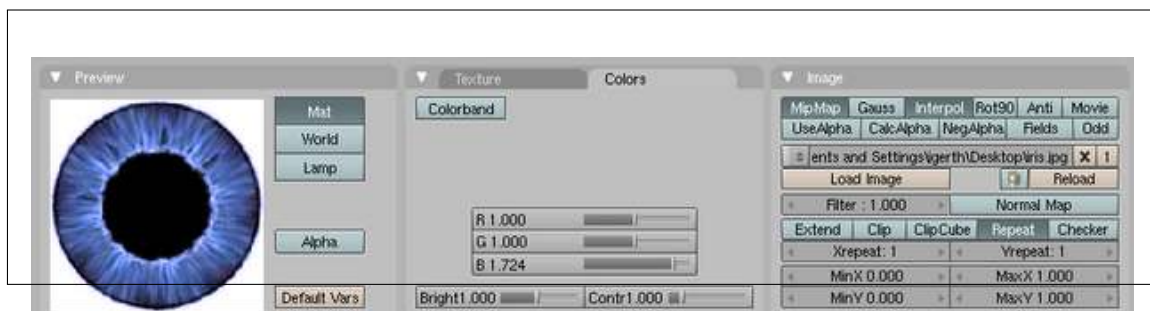 Preview
Mat
World
Lamp
Alpha
Default Vars
Texture Colors
Colorband
R 1.000
G 1.000
B 1.724
Bright1.000 Contr1.000
Image
MipMap Gauss Interpol Rot90 Anti Movie
UseAlpha CalcAlpha NegAlpha Fields Odd
ents and Settings\igerth\Desktop\iris.jpg X 1
Load Image Reload
Filter : 1.000 Normal Map
Extend Clip ClipCube Repeat Checker
Xrepeat: 1 Yrepeat: 1
MinX 0.000 MaxX 1.000
MinY 0.000 MaxY 1.000